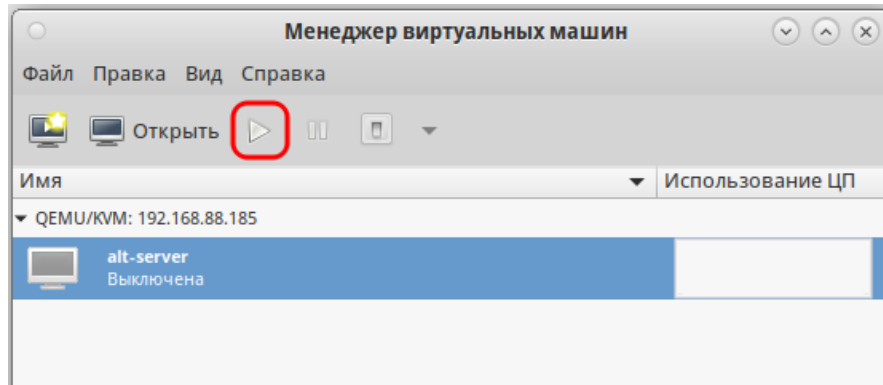 Менеджер виртуальных машин
Файл Правка Вид Справка
Открыть
Имя Использование ЦП
QEMU/KVM: 192.168.88.185
alt-server
Выключена